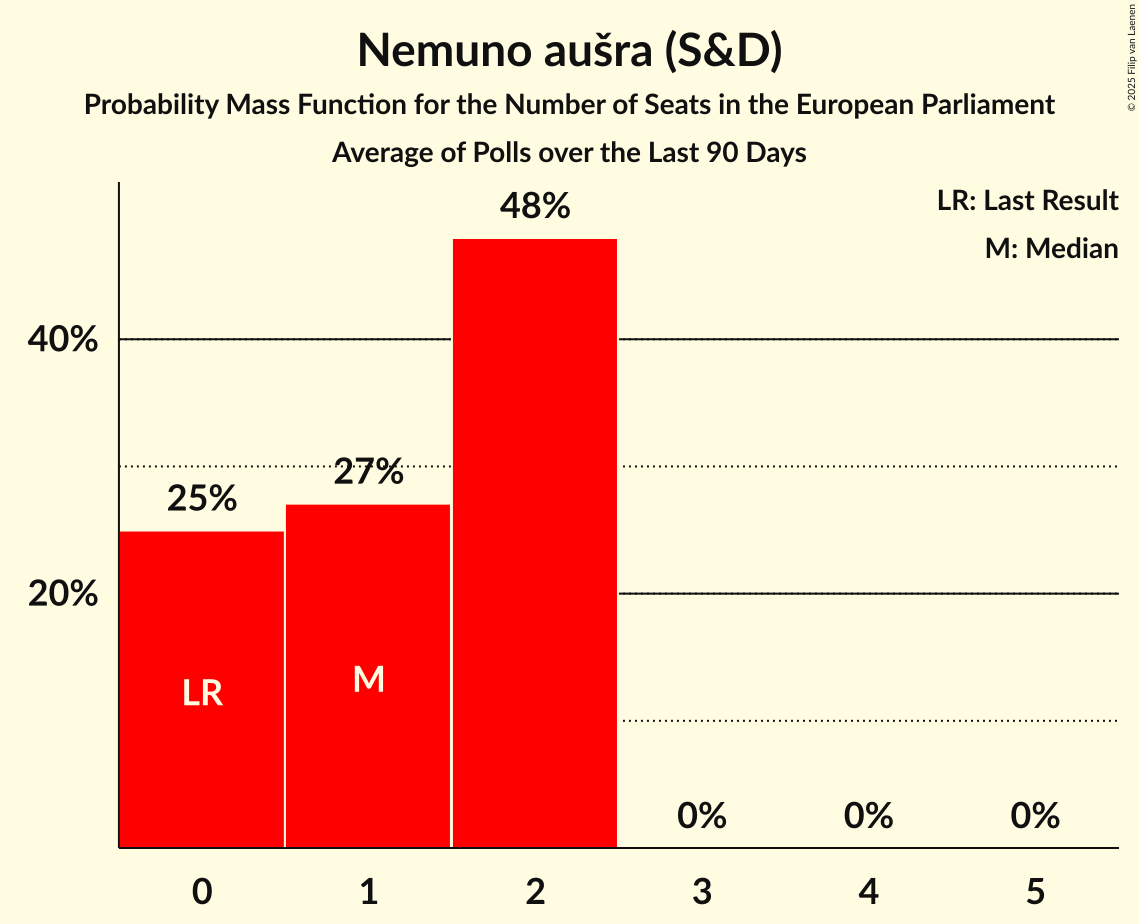 Nemuno aušra (S&D)
Probability Mass Function for the Number of Seats in the European Parliament
Average of Polls over the Last 90 Days
© 2025 Filip van Laenen
LR: Last Result
M: Median
48%
40%
27%
25%
20%
LR
M
0%
0%
0%
0
1
2
3
4
5